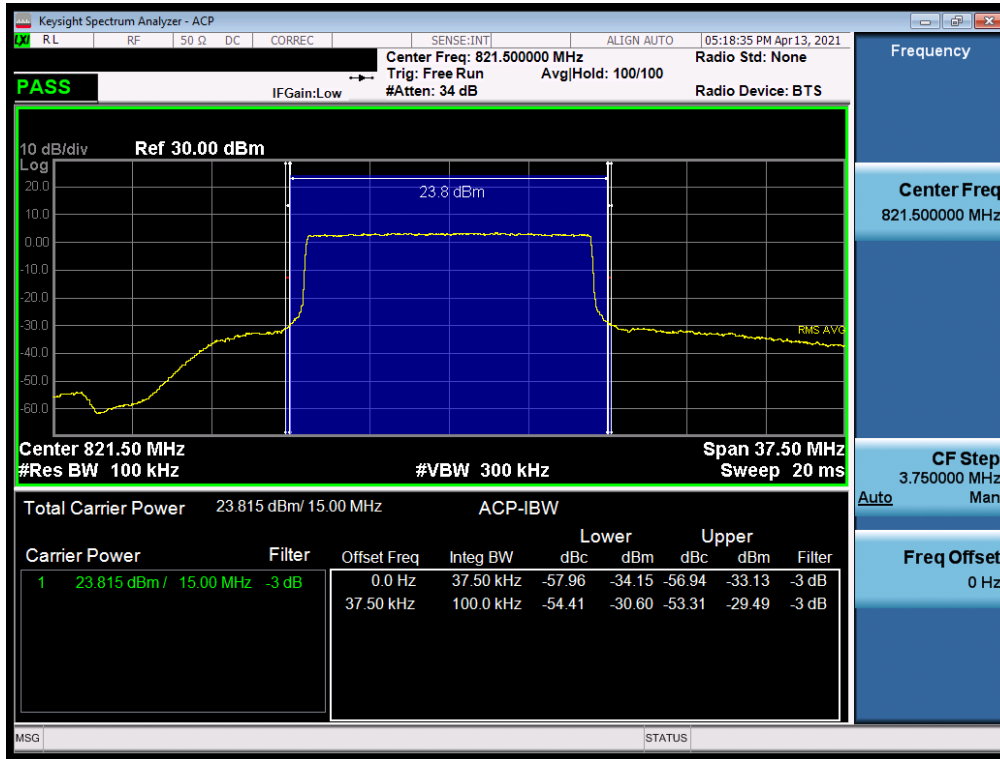 Keysight Spectrum Analyzer - ACP
LXI RL RF 50 Ω DC CORREC SENSE:INT ALIGN AUTO 05:18:35 PM Apr 13, 2021
Center Freq: 821.500000 MHz Radio Std: None
Trig: Free Run Avg|Hold: 100/100
PASS IFGain:Low #Atten: 34 dB Radio Device: BTS
10 dB/div Ref 30.00 dBm
Log
20.0
23.8 dBm
10.0
0.00
-10.0
-20.0
-30.0
RMS AVG
-40.0
-50.0
-60.0
Center 821.50 MHz Span 37.50 MHz
#Res BW 100 kHz #VBW 300 kHz Sweep 20 ms
Total Carrier Power 23.815 dBm/ 15.00 MHz ACP-IBW
Lower Upper
Carrier Power Filter Offset Freq Integ BW dBc dBm dBc dBm Filter
1 23.815 dBm / 15.00 MHz -3 dB 0.0 Hz 37.50 kHz -57.96 -34.15 -56.94 -33.13 -3 dB
37.50 kHz 100.0 kHz -54.41 -30.60 -53.31 -29.49 -3 dB
MSG STATUS
Frequency
Center Freq
821.500000 MHz
CF Step
3.750000 MHz
Auto Man
Freq Offset
0 Hz